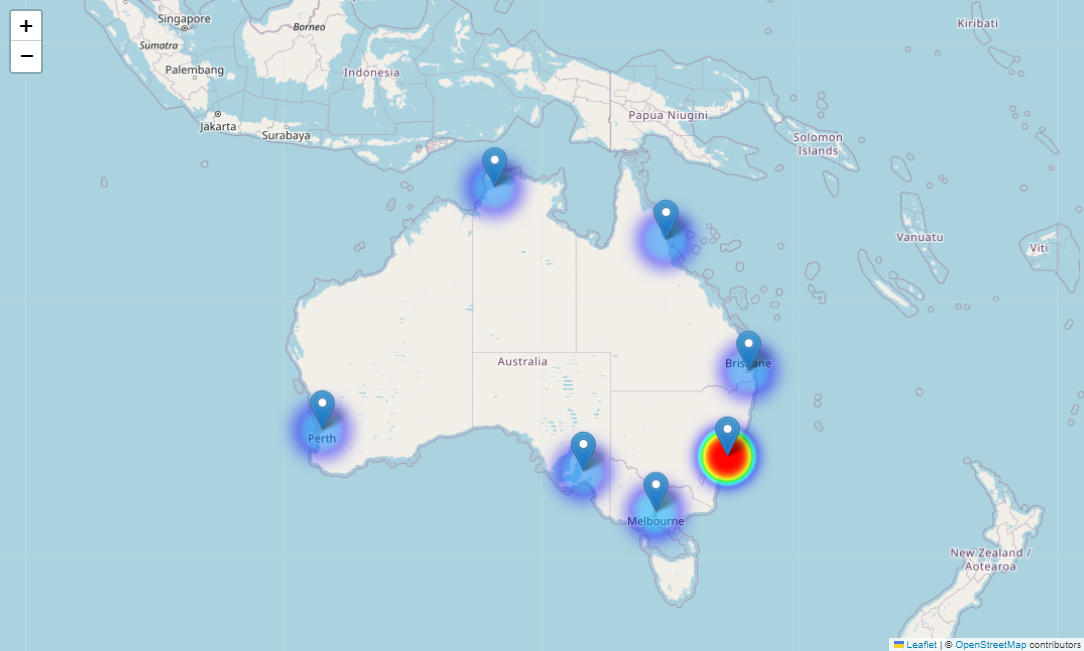 +
−
Singapore
Kiribati
Borneo
Sumatra
Palembang
Indonesia
Jakarta
Surabaya
Papua Niugini
Solomon
Islands
Vanuatu
Viti
Australia
Brisbane
Perth
Melbourne
New Zealand /
Aotearoa
Leaflet | © OpenStreetMap contributors